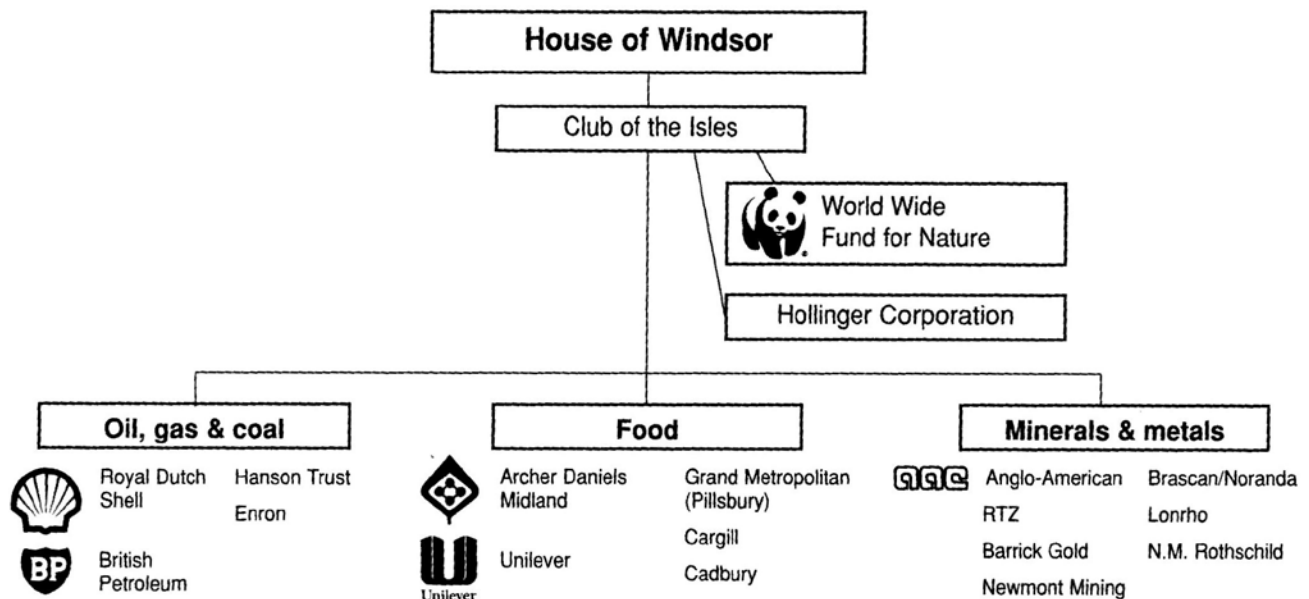 House of Windsor
Club of the Isles
World Wide
Fund for Nature
Hollinger Corporation
Oil, gas & coal
Royal Dutch
Shell
Hanson Trust
Enron
BP
British
Petroleum
Food
Archer Daniels
Midland
Unilever
Unilever
Grand Metropolitan
(Pillsbury)
Cargill
Cadbury
Minerals & metals
aac
Anglo-American
RTZ
Barrick Gold
Newmont Mining
Brascan/Noranda
Lonrho
N.M. Rothschild